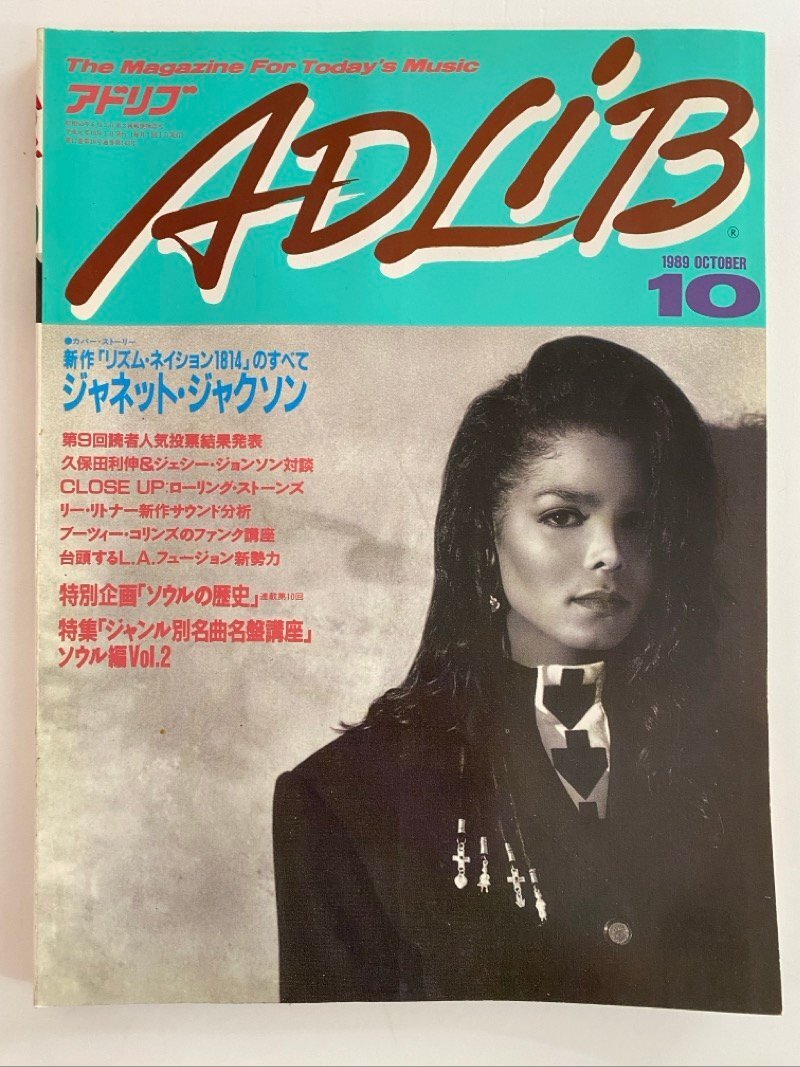 The Magazine For Today's Music
アドリブ
ADLiB
®
1989 OCTOBER
10
●カバー・ストーリー
新作「リズム・ネイション1814」のすべて
ジャネット・ジャクソン
第9回読者人気投票結果発表
久保田利伸&ジェシー・ジョンソン対談
CLOSE UP:ローリング・ストーンズ
リー・リトナー新作サウンド分析
ブーツィー・コリンズのファンク講座
台頭するL.A.フュージョン新勢力
特別企画「ソウルの歴史」連載第10回
特集「ジャンル別名曲名盤講座」
ソウル編Vol.2